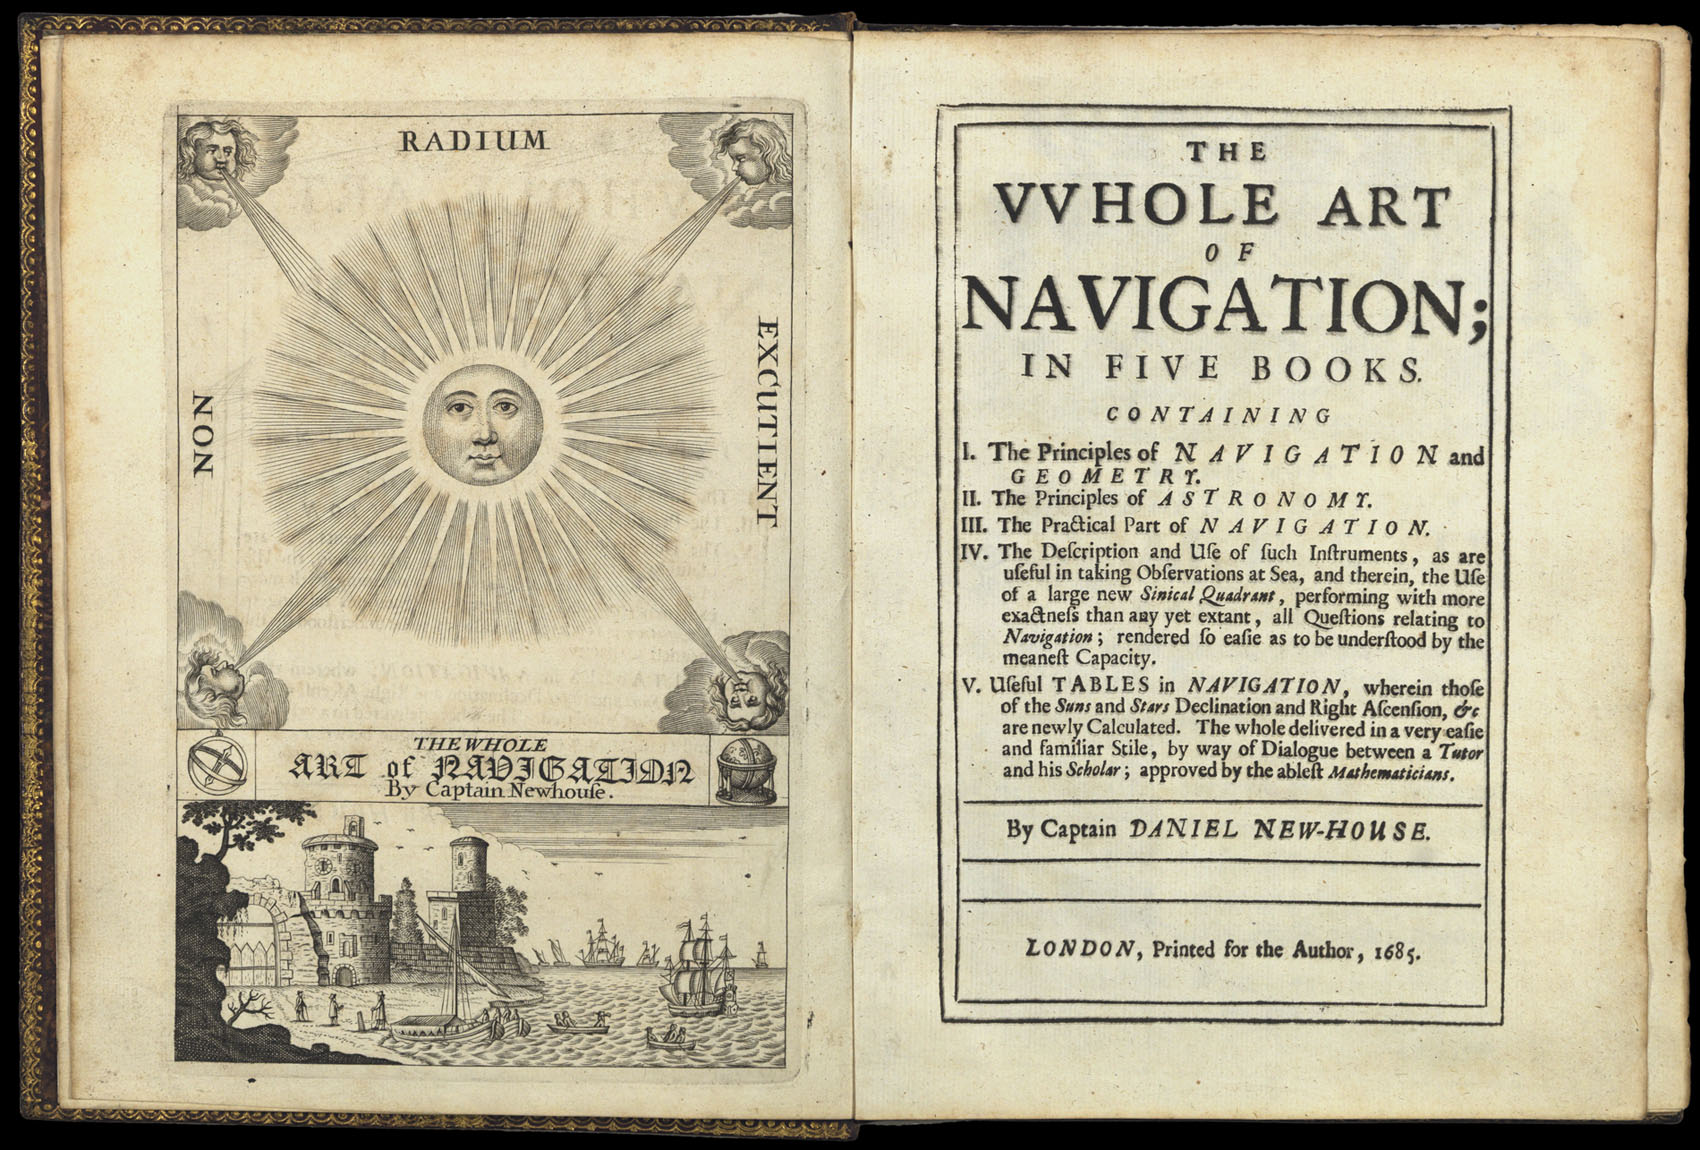 RADIUM
NON
EXCUTIENT
THE WHOLE
ART of NAVIGATION
By Captain Newhouſe.
THE
VVHOLE ART
OF
NAVIGATION;
IN FIVE BOOKS.
CONTAINING
I. The Principles of NAVIGATION and
GEOMETRY.
II. The Principles of ASTRONOMY.
III. The Practical Part of NAVIGATION.
IV. The Deſcription and Uſe of ſuch Inſtruments, as are
uſeful in taking Obſervations at Sea, and therein, the Uſe
of a large new Sinical Quadrant, performing with more
exactneſs than any yet extant, all Queſtions relating to
Navigation; rendered ſo eaſie as to be underſtood by the
meaneſt Capacity.
V. Uſeful TABLES in NAVIGATION, wherein thoſe
of the Suns and Stars Declination and Right Aſcenſion, &c
are newly Calculated. The whole delivered in a very eaſie
and familiar Stile, by way of Dialogue between a Tutor
and his Scholar; approved by the ableſt Mathematicians.
By Captain DANIEL NEW-HOUSE.
LONDON, Printed for the Author, 1685.